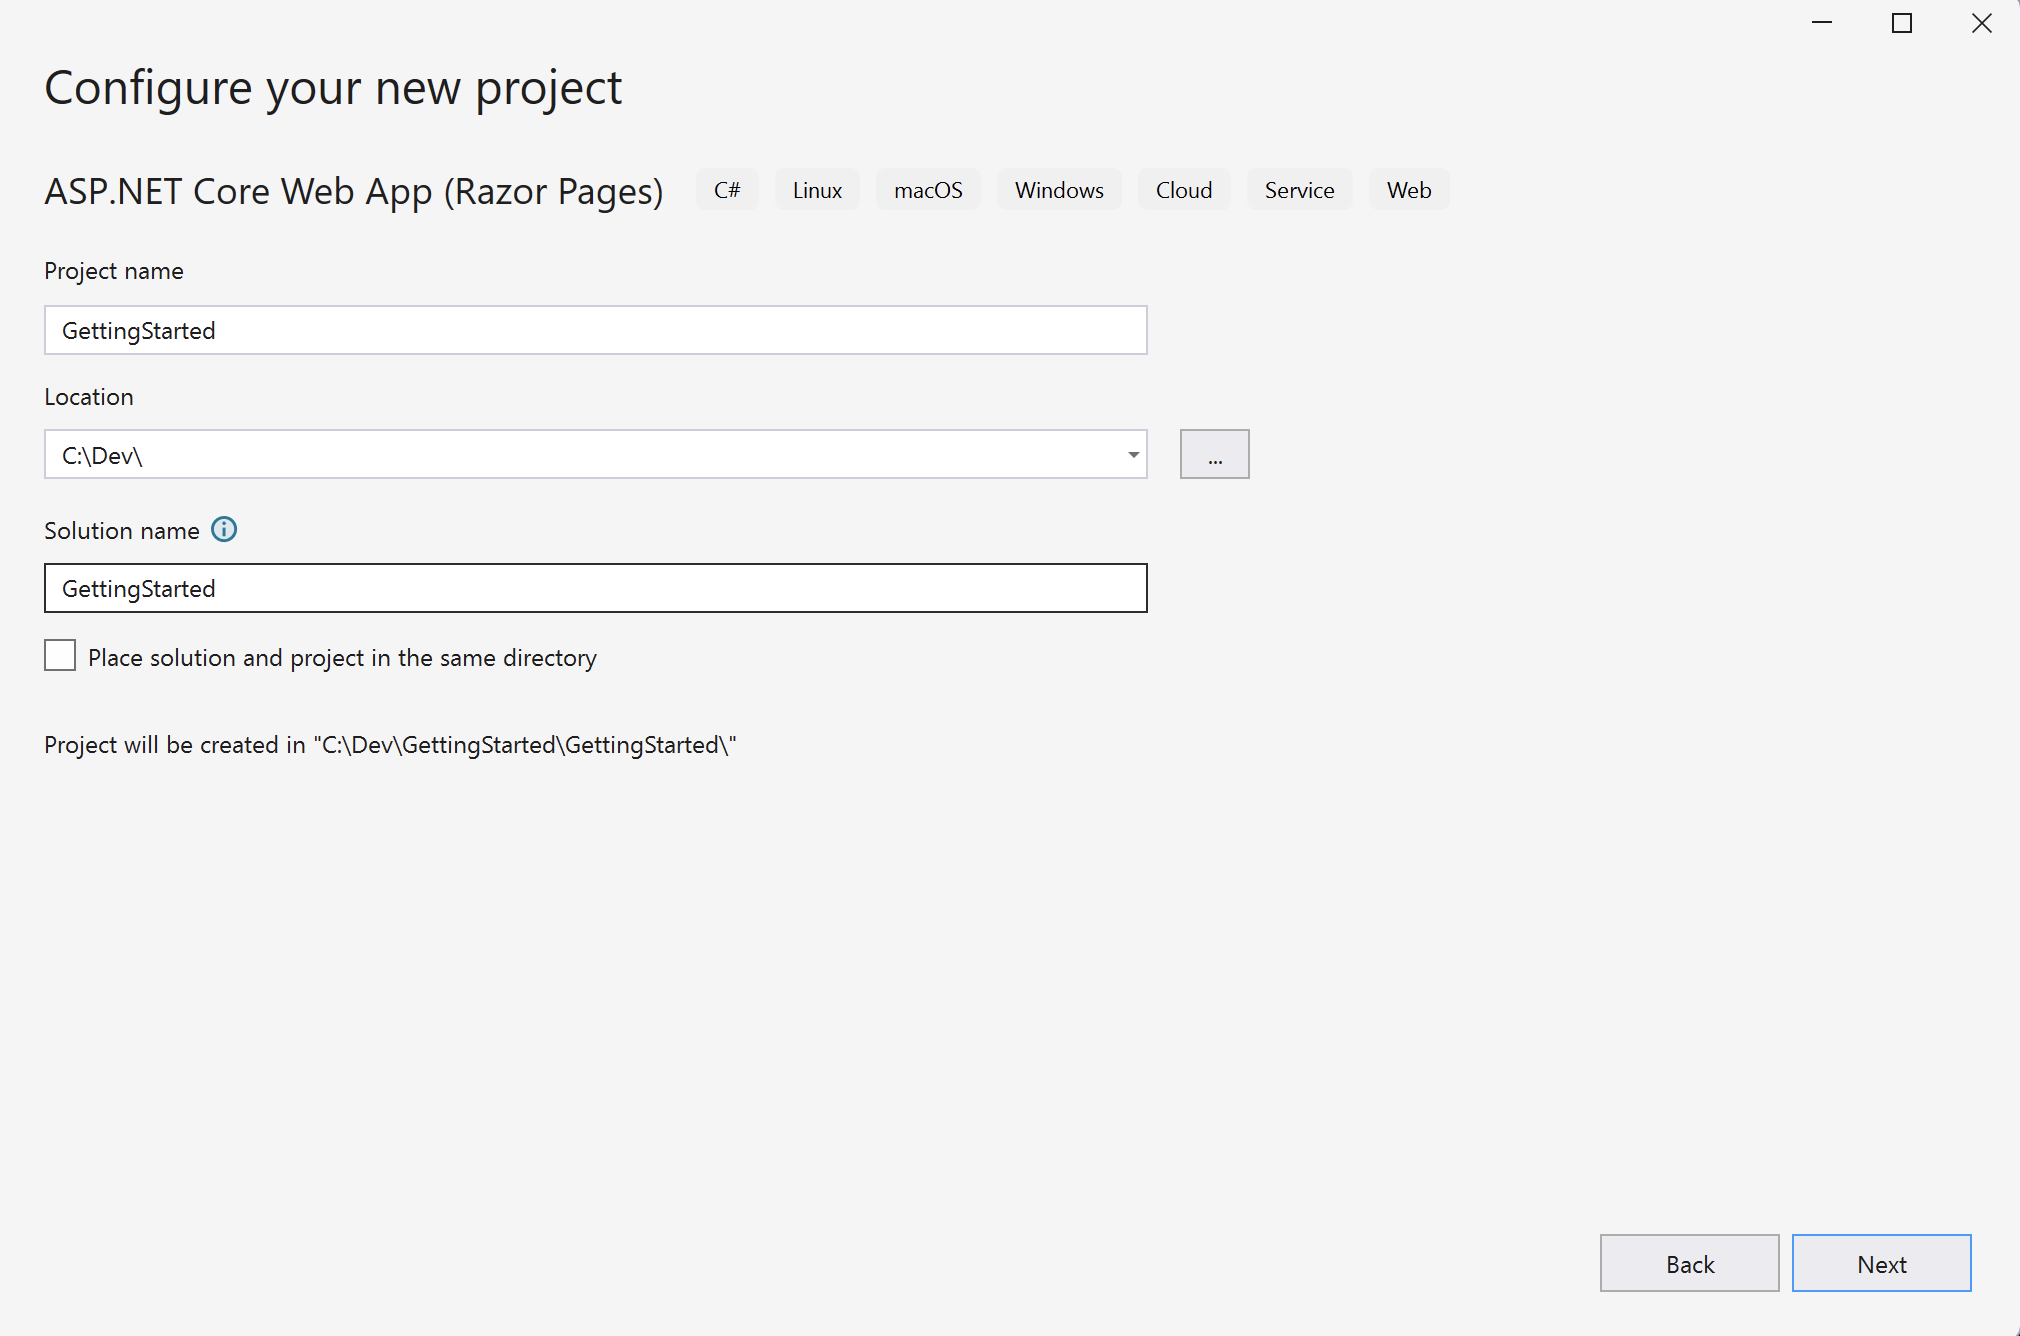 Configure your new project
ASP.NET Core Web App (Razor Pages) C# Linux macOS Windows Cloud Service Web
Project name
GettingStarted
Location
C:\Dev\
...
Solution name
GettingStarted
Place solution and project in the same directory
Project will be created in "C:\Dev\GettingStarted\GettingStarted\"
Back Next